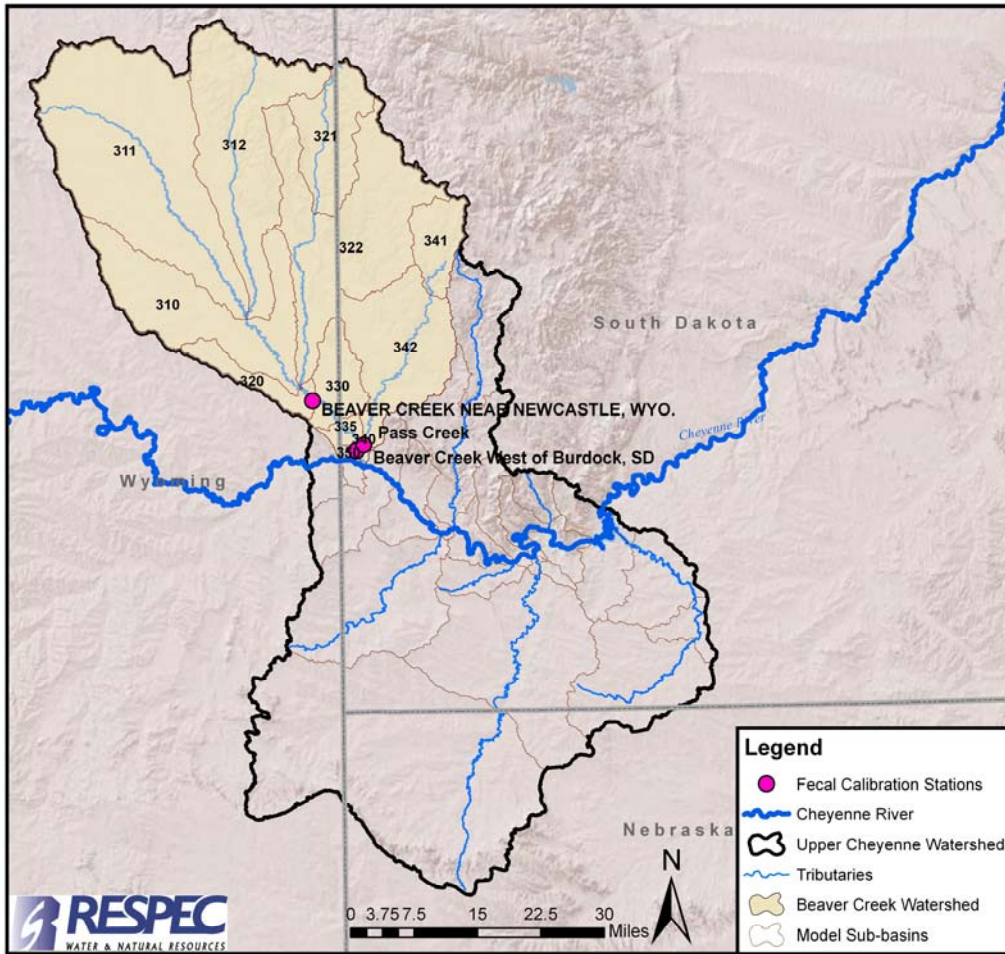 311
312
321
322
341
310
342
South Dakota
320
330
BEAVER CREEK NEAR NEWCASTLE, WYO.
335
Pass Creek
340
350
Beaver Creek West of Burdock, SD
Cheyenne River
Wyoming
Nebraska
N
Legend
Fecal Calibration Stations
Cheyenne River
Upper Cheyenne Watershed
Tributaries
Beaver Creek Watershed
Model Sub-basins
RESPEC
WATER & NATURAL RESOURCES
0 3.75 7.5 15 22.5 30
Miles